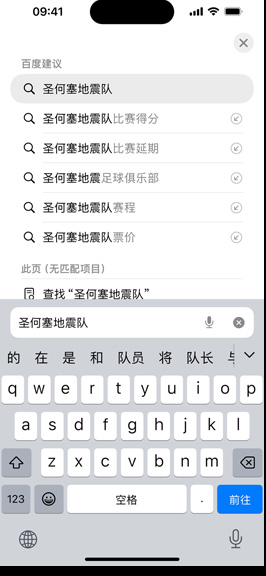 09:41
百度建议
圣何塞地震队
圣何塞地震队比赛得分
圣何塞地震队比赛延期
圣何塞地震足球俱乐部
圣何塞地震队赛程
圣何塞地震队票价
此页 (无匹配项目)
查找 “圣何塞地震队”
圣何塞地震队
的 在 是 和 队员 将 队长
q w e r t y u i o p
a s d f g h j k l
z x c v b n m
123 空格 . 前往